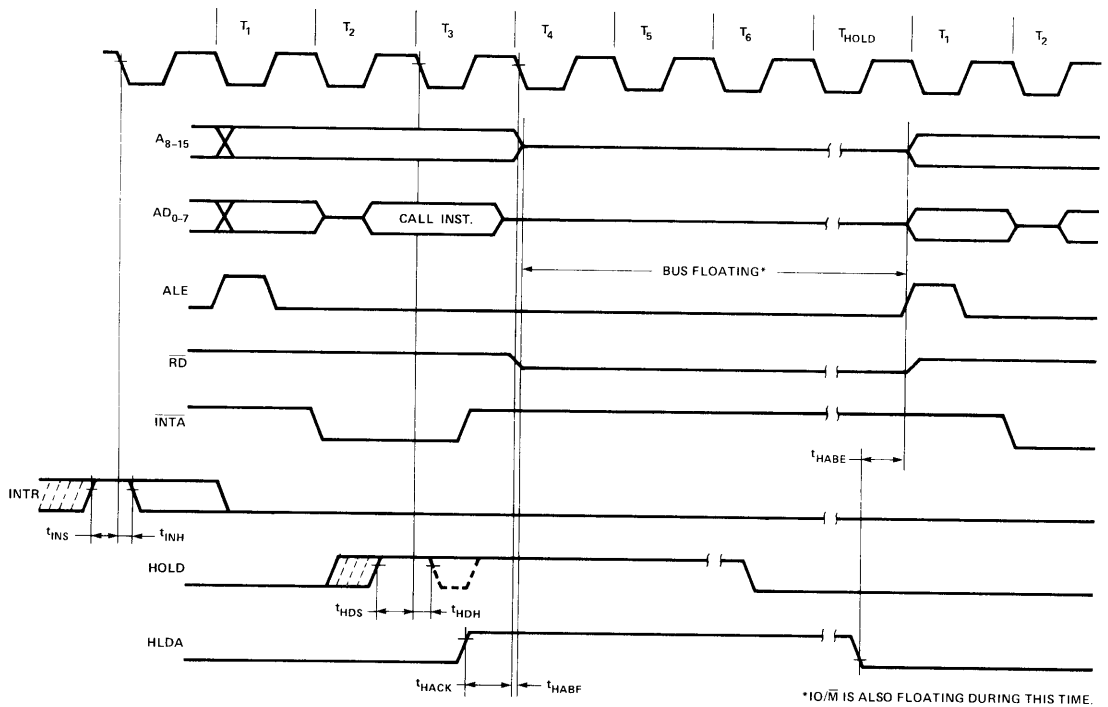 T1 T2 T3 T4 T5 T6 THOLD T1 T2
A8–15
AD0–7 CALL INST.
BUS FLOATING*
ALE
RD
INTA
tHABE
INTR
tINS tINH
HOLD
tHDS tHDH
HLDA
tHACK tHABF
*IO/M IS ALSO FLOATING DURING THIS TIME.